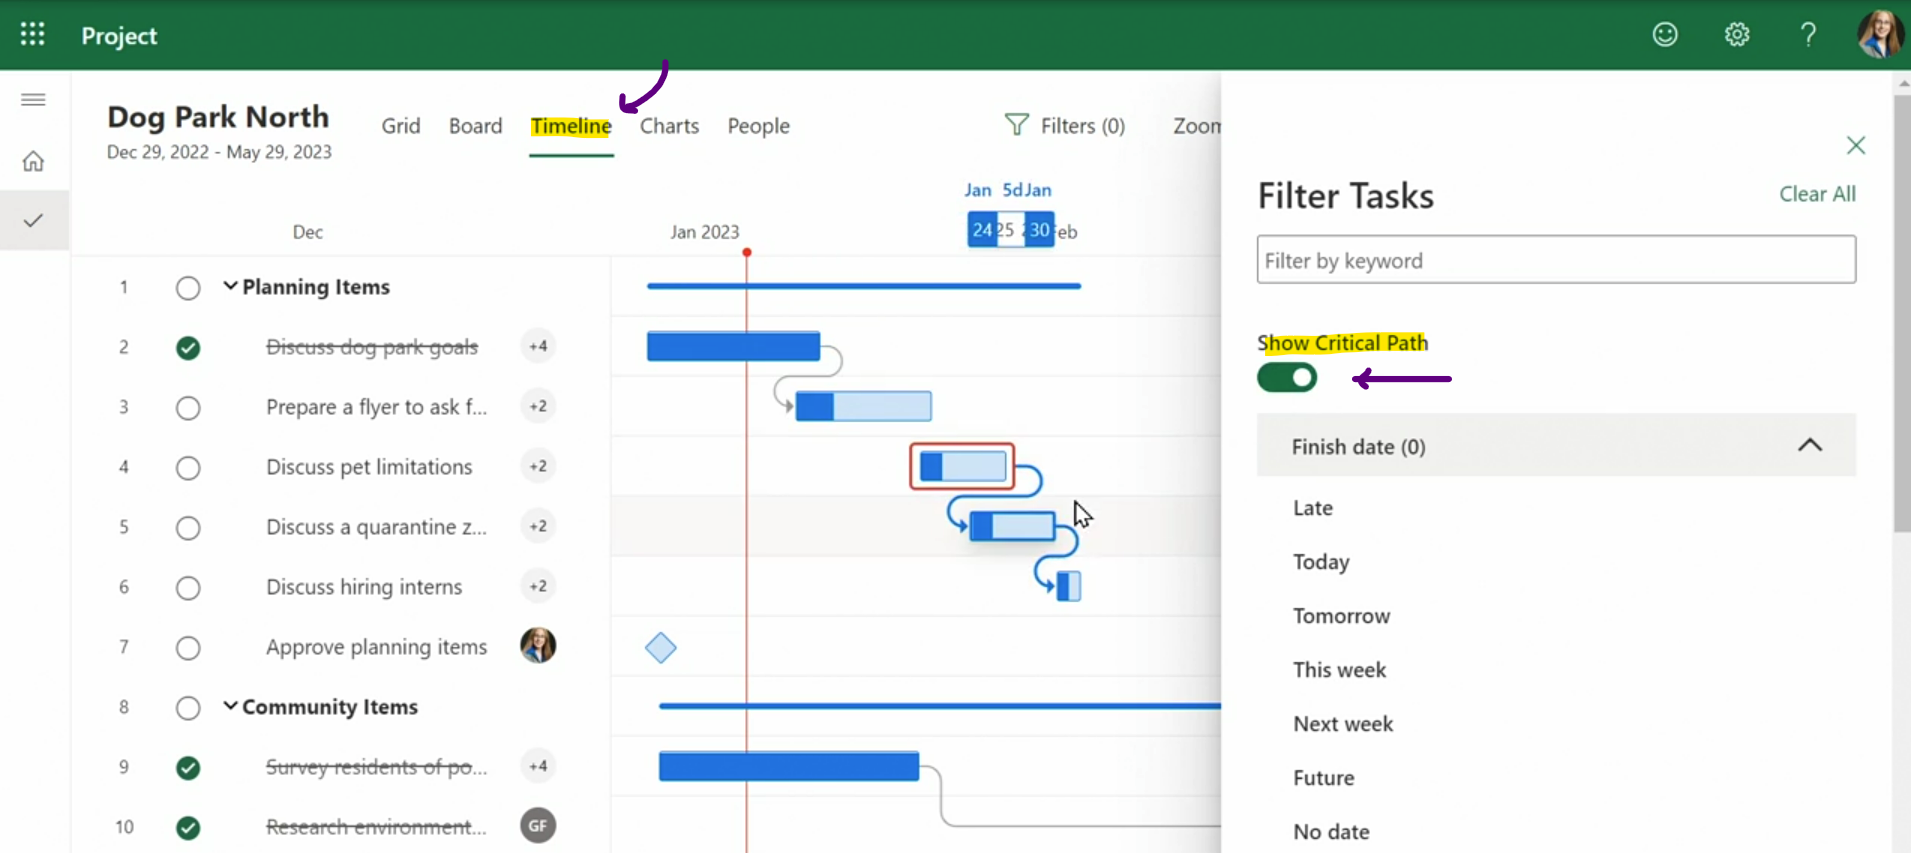 Project
Dog Park North
Dec 29, 2022 - May 29, 2023
Grid Board Timeline Charts People
Filters (0) Zoom
Jan 5d Jan
Dec Jan 2023 24 25 30 eb
1 Planning Items
2 Discuss dog park goals +4
3 Prepare a flyer to ask f... +2
4 Discuss pet limitations +2
5 Discuss a quarantine z... +2
6 Discuss hiring interns +2
7 Approve planning items
8 Community Items
9 Survey residents of po... +4
10 Research environment... GF
Filter Tasks
Clear All
Filter by keyword
Show Critical Path
Finish date (0)
Late
Today
Tomorrow
This week
Next week
Future
No date